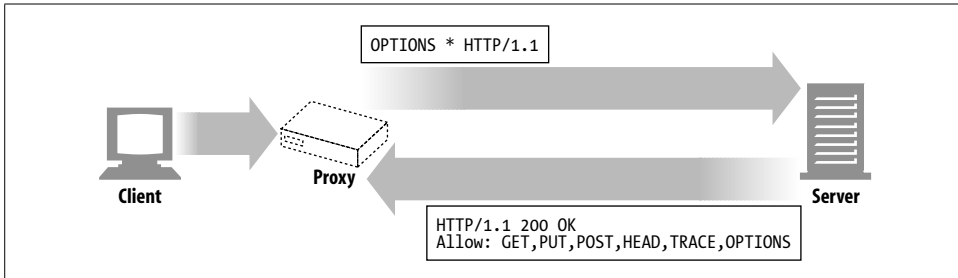 OPTIONS * HTTP/1.1
Client
Proxy
Server
HTTP/1.1 200 OK
Allow: GET,PUT,POST,HEAD,TRACE,OPTIONS